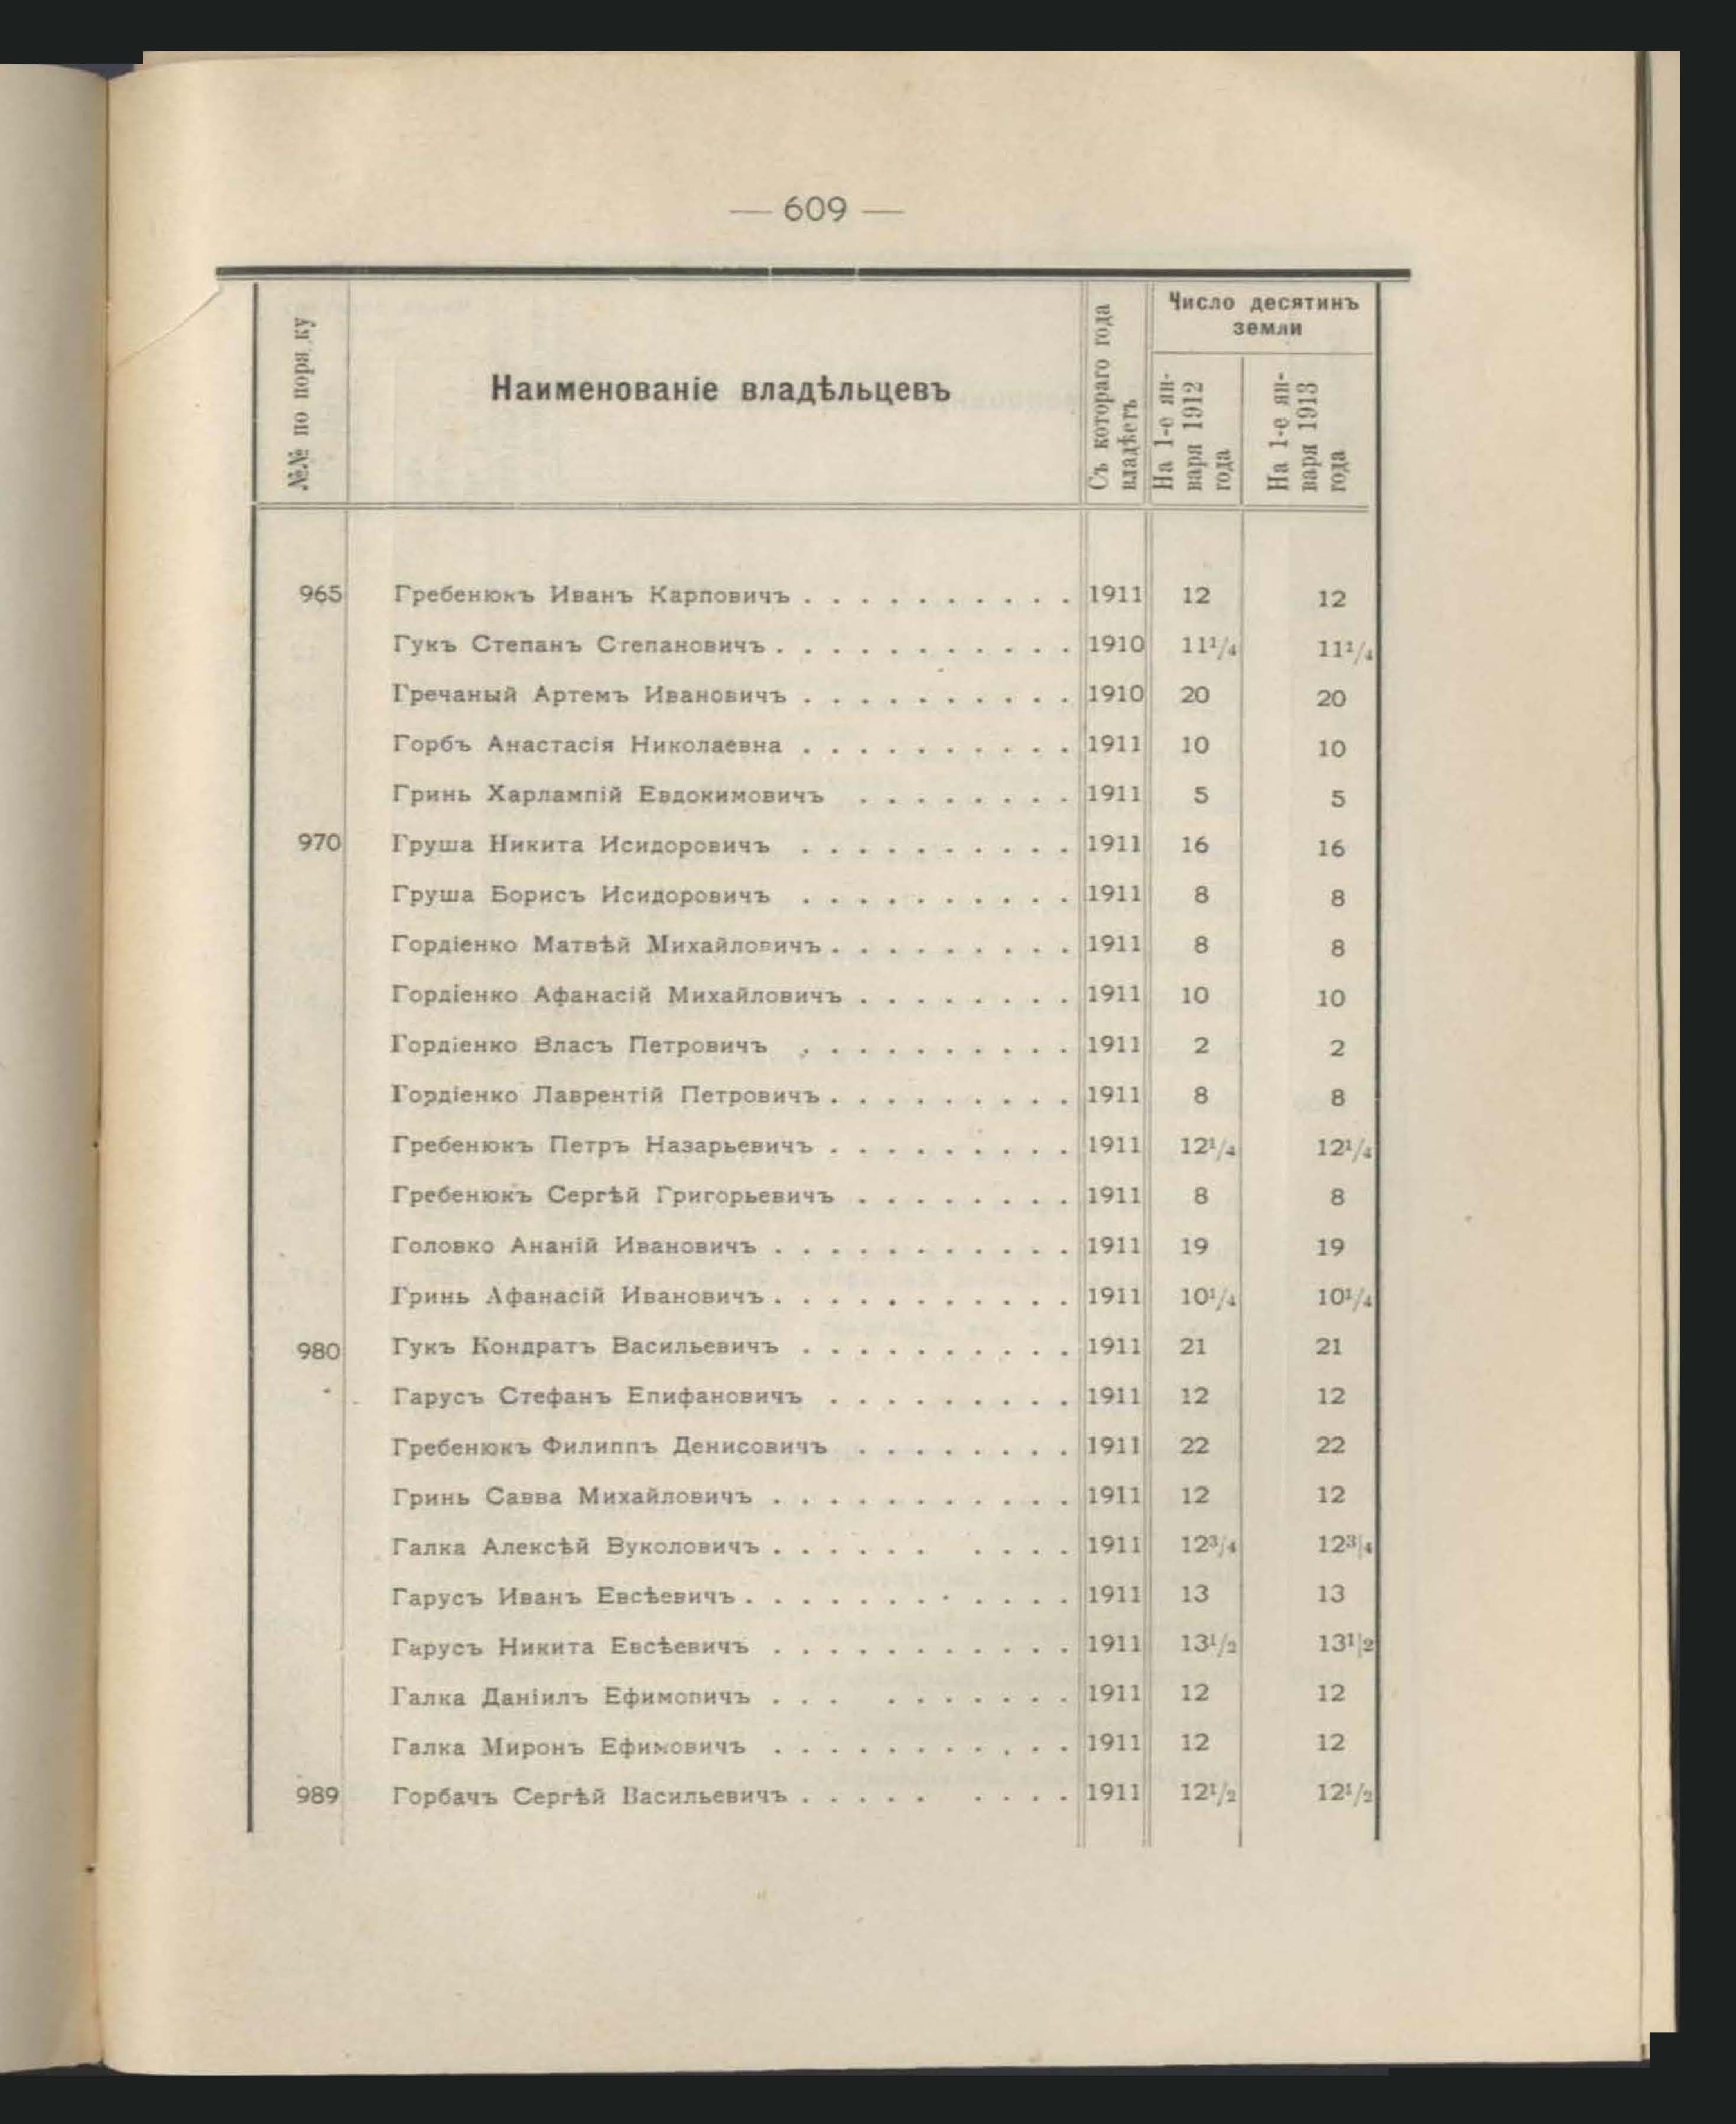 — 609 —
№№ по поря ку
Наименованіе владѣльцевъ
Съ котораго года
владѣетъ
Число десятинъ
земли
На 1-е ян-
варя 1912
года
На 1-е ян-
варя 1913
года
965 Гребенюкъ Иванъ Карповичъ . . . . . . . . . . 1911 12 12
Гукъ Степанъ Степановичъ . . . . . . . . . . . 1910 11¹/₄ 11¹/₄
Гречаный Артемъ Ивановичъ . . . . . . . . . . 1910 20 20
Горбъ Анастасія Николаевна . . . . . . . . . . 1911 10 10
Гринь Харлампій Евдокимовичъ . . . . . . . . 1911 5 5
970 Груша Никита Исидоровичъ . . . . . . . . . . 1911 16 16
Груша Борисъ Исидоровичъ . . . . . . . . . . 1911 8 8
Гордіенко Матвѣй Михайловичъ . . . . . . . . . 1911 8 8
Гордіенко Афанасій Михайловичъ . . . . . . . . 1911 10 10
Гордіенко Власъ Петровичъ . . . . . . . . . . 1911 2 2
Гордіенко Лаврентій Петровичъ . . . . . . . . . 1911 8 8
Гребенюкъ Петръ Назарьевичъ . . . . . . . . . 1911 12¹/₄ 12¹/₄
Гребенюкъ Сергѣй Григорьевичъ . . . . . . . . 1911 8 8
Головко Ананій Ивановичъ . . . . . . . . . . . 1911 19 19
Гринь Афанасій Ивановичъ . . . . . . . . . . . 1911 10¹/₄ 10¹/₄
980 Гукъ Кондратъ Васильевичъ . . . . . . . . . . 1911 21 21
Гарусъ Стефанъ Епифановичъ . . . . . . . . . 1911 12 12
Гребенюкъ Филиппъ Денисовичъ . . . . . . . . 1911 22 22
Гринь Савва Михайловичъ . . . . . . . . . . . 1911 12 12
Галка Алексѣй Вуколовичъ . . . . . . . . . . 1911 12³/₄ 12³|₄
Гарусъ Иванъ Евсѣевичъ . . . . . . . . . . . . 1911 13 13
Гарусъ Никита Евсѣевичъ . . . . . . . . . . . 1911 13¹/₂ 13¹|₂
Галка Даніилъ Ефимовичъ . . . . . . . . . . 1911 12 12
Галка Миронъ Ефимовичъ . . . . . . . . . . . 1911 12 12
989 Горбачъ Сергѣй Васильевичъ . . . . . . . . . 1911 12¹/₂ 12¹/₂